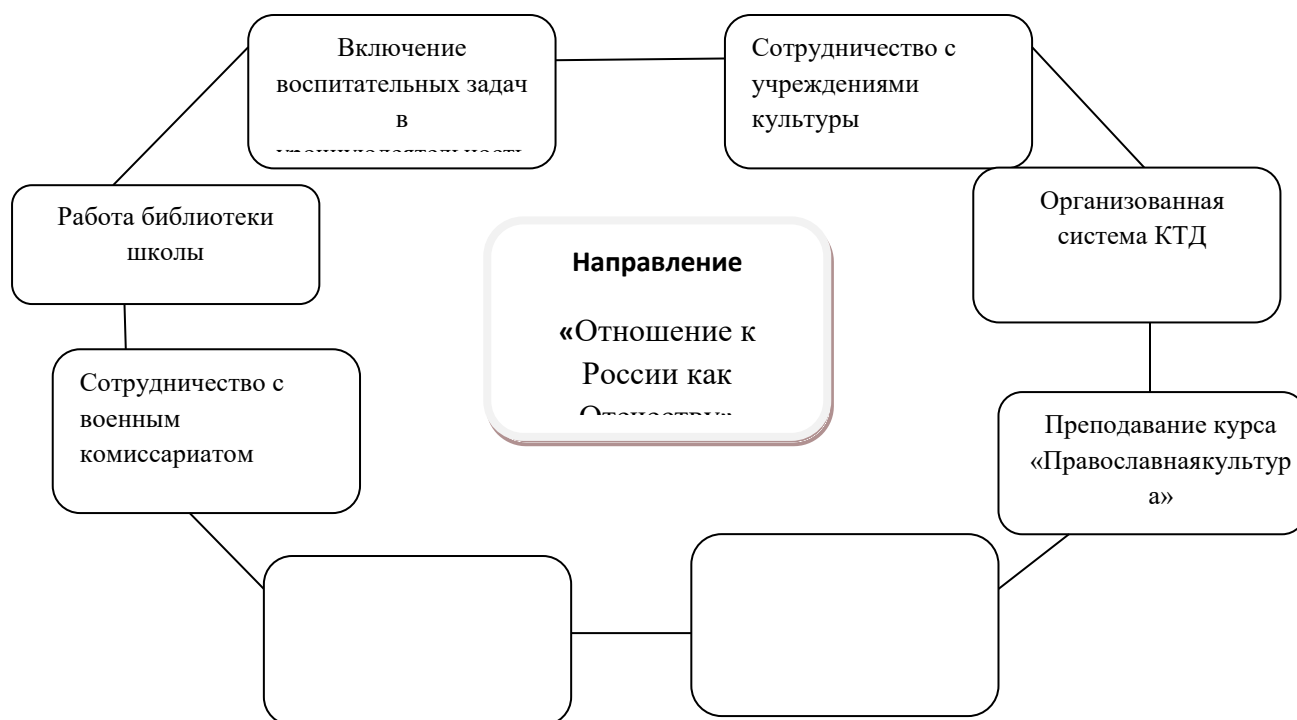 Включение
воспитательных задач
в
Сотрудничество с
учреждениями
культуры
Работа библиотеки
школы
Организованная
система КТД
Направление
«Отношение к
России как
Сотрудничество с
военным
комиссариатом
Преподавание курса
«Православнаякультур
а»